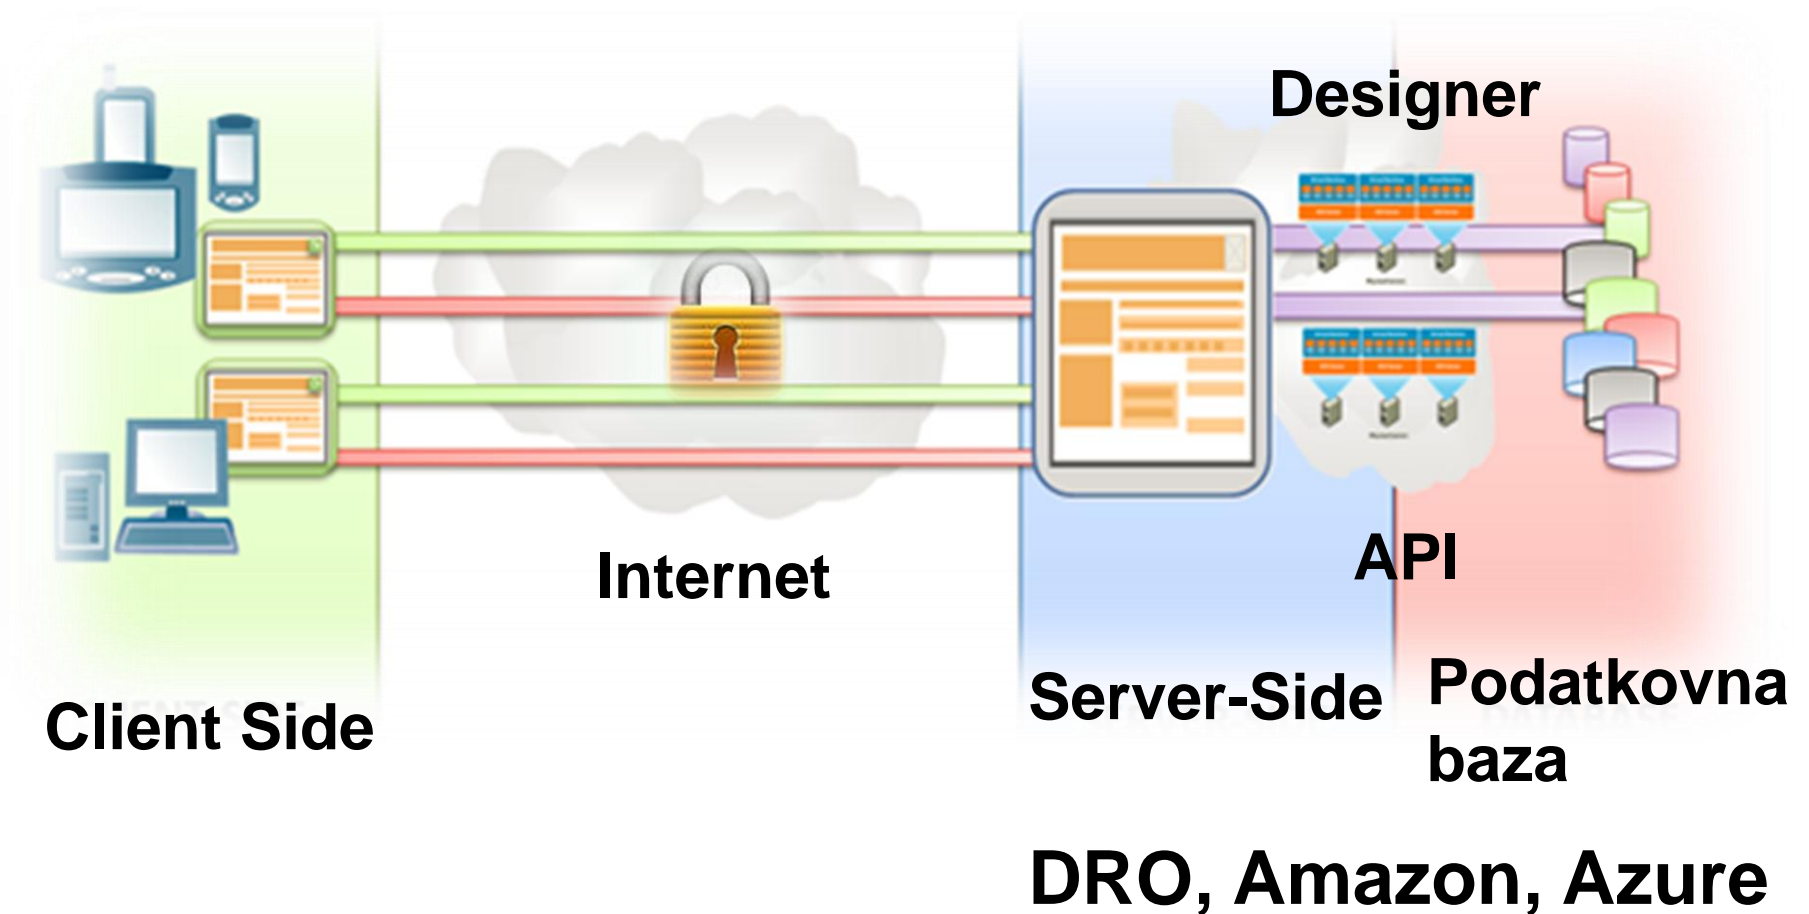 Designer
Internet
API
Client Side
Server-Side
Podatkovna
baza
DRO, Amazon, Azure